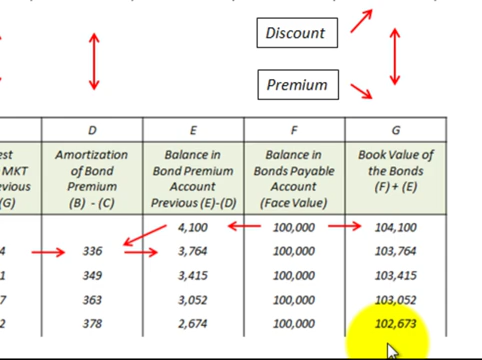 Discount
Premium
D E F G
est Amortization Balance in Balance in Book Value of
MKT of Bond Bond Premium Bonds Payable the Bonds
evious Premium Account Account (F) + (E)
(G) (B) - (C) Previous (E)-(D) (Face Value)
4,100 100,000 104,100
4 336 3,764 100,000 103,764
1 349 3,415 100,000 103,415
7 363 3,052 100,000 103,052
2 378 2,674 100,000 102,673